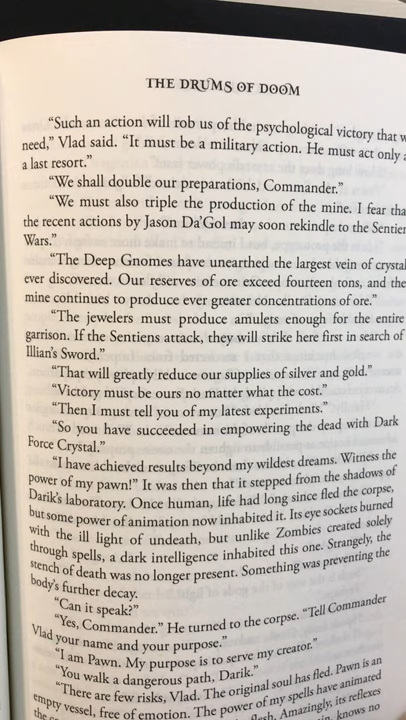 THE DRUMS OF DOOM
“Such an action will rob us of the psychological victory that
need,” Vlad said. “It must be a military action. He must act only
a last resort.”
“We shall double our preparations, Commander.”
“We must also triple the production of the mine. I fear
the recent actions by Jason Da’Gol may soon rekindle to the
Wars.”
“The Deep Gnomes have unearthed the largest vein of crystal
ever discovered. Our reserves of ore exceed fourteen tons, and the
mine continues to produce ever greater concentrations of ore.”
“The jewelers must produce amulets enough for the entire
garrison. If the Sentiens attack, they will strike here first in search of
Illian’s Sword.”
“That will greatly reduce our supplies of silver and gold.”
“Victory must be ours no matter what the cost.”
“Then I must tell you of my latest experiments.”
“So you have succeeded in empowering the dead with Dark
Force Crystal.”
“I have achieved results beyond my wildest dreams. Witness the
power of my pawn!” It was then that it stepped from the shadows of
Darik’s laboratory. Once human, life had long since fled the corpse,
but some power of animation now inhabited it. Its eye sockets burned
with the ill light of undeath, but unlike Zombies created solely
through spells, a dark intelligence inhabited this one. Strangely, the
stench of death was no longer present. Something was preventing the
body’s further decay.
“Can it speak?”
“Yes, Commander.” He turned to the corpse. “Tell Commander
Vlad your name and your purpose.”
“I am Pawn. My purpose is to serve my creator.”
“You walk a dangerous path, Darik.”
“There are few risks, Vlad. The original soul has fled. Pawn is an
empty vessel, free of emotion. The power of my spells have animated
flesh. Amazingly, its reflexes
knows no